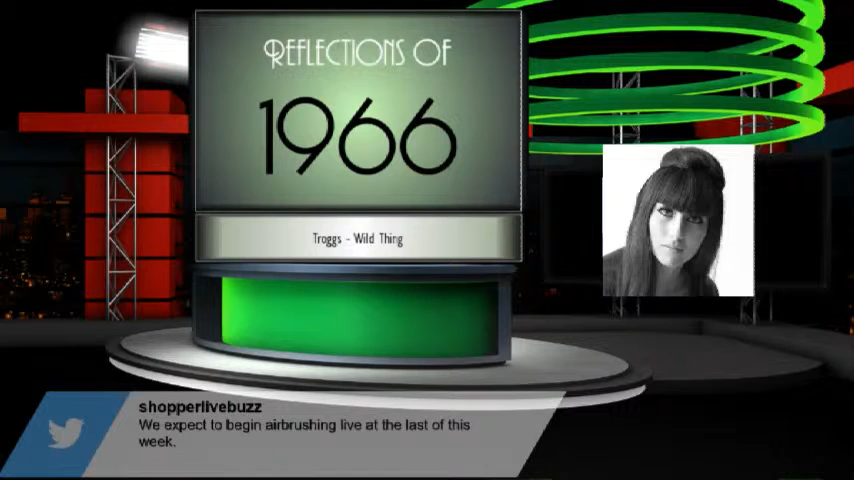 REFLECTIONS OF
1966
Troggs - Wild Thing
shopperlivebuzz
We expect to begin airbrushing live at the last of this
week.